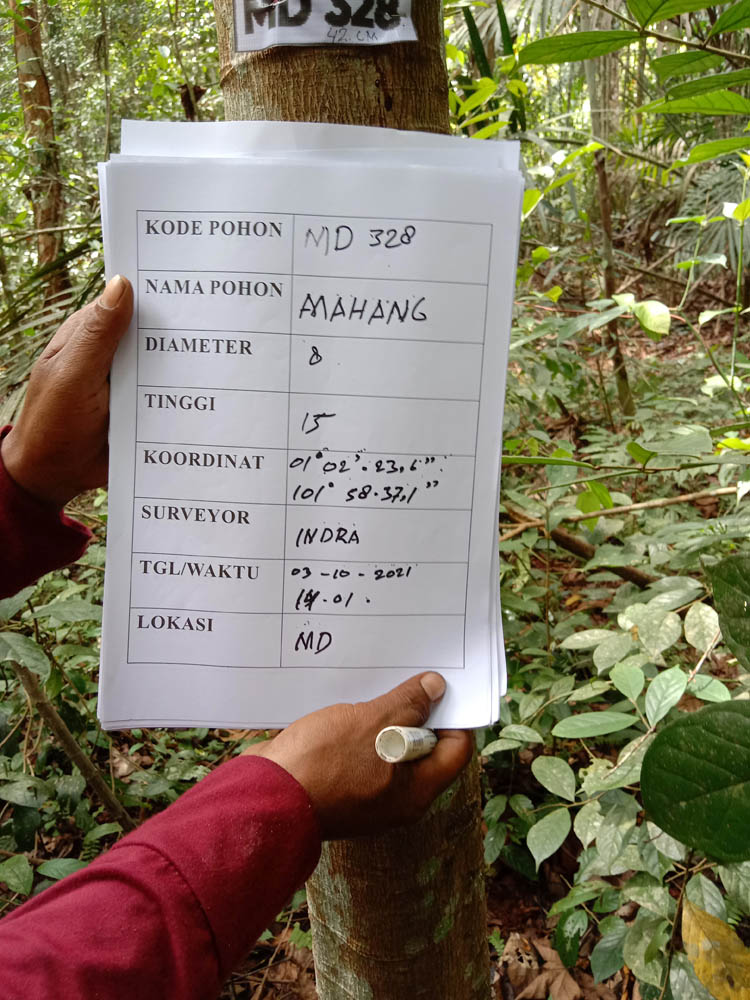 MD 328
42 CM
KODE POHON MD 328
NAMA POHON MAHANG
DIAMETER 8
TINGGI 15
KOORDINAT 01° 02'. 23,6"
101° 58. 37,1"
SURVEYOR INDRA
TGL/WAKTU 03-10-2021
14.01.
LOKASI MD